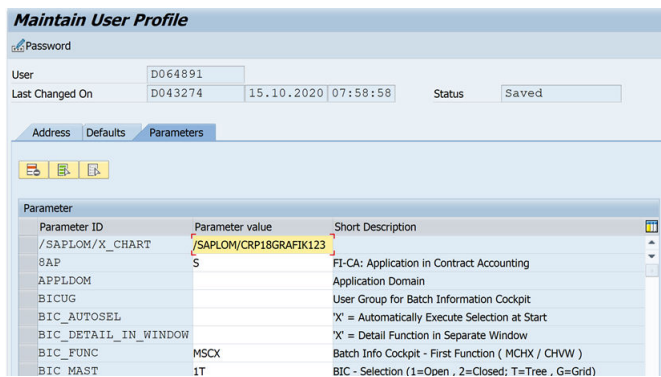 Maintain User Profile
Password
User D064891
Last Changed On D043274 15.10.2020 07:58:58 Status Saved
Address Defaults Parameters
Parameter
Parameter ID Parameter value Short Description
/SAPLOM/X_CHART /SAPLOM/CRP18GRAFIK123
8AP S FI-CA: Application in Contract Accounting
APPLDOM Application Domain
BICUG User Group for Batch Information Cockpit
BIC_AUTOSEL 'X' = Automatically Execute Selection at Start
BIC_DETAIL_IN_WINDOW 'X' = Detail Function in Separate Window
BIC_FUNC MSCX Batch Info Cockpit - First Function ( MCHX / CHVW )
BIC_MAST 1T BIC - Selection (1=Open , 2=Closed; T=Tree , G=Grid)